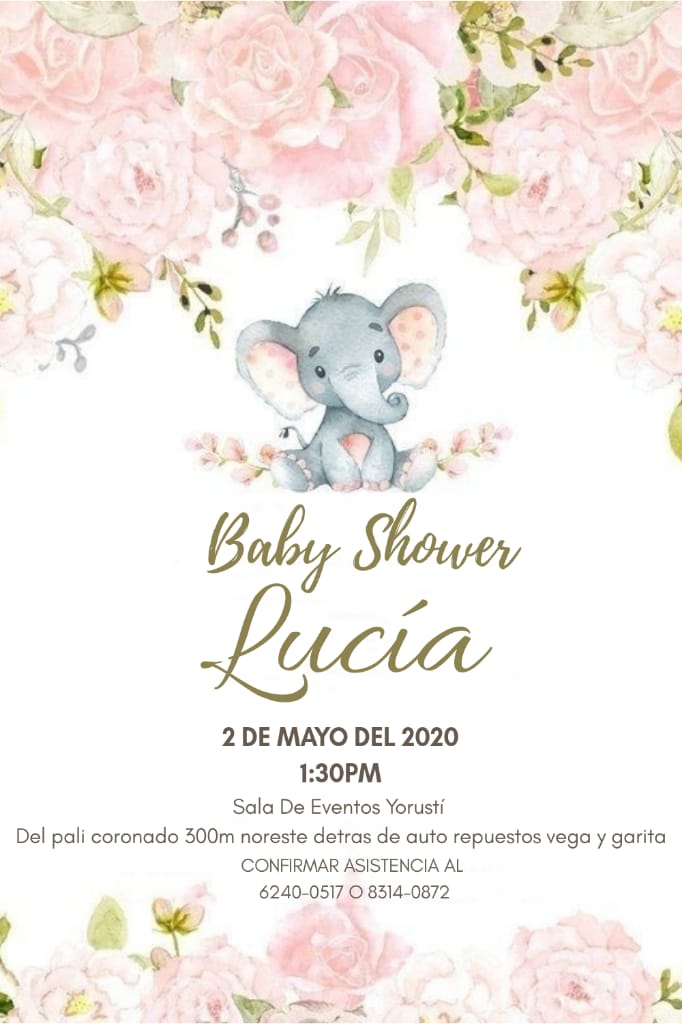 Baby Shower
Lucía
2 DE MAYO DEL 2020
1:30PM
Sala De Eventos Yorustí
Del pali coronado 300m noreste detras de auto repuestos vega y garita
CONFIRMAR ASISTENCIA AL
6240-0517 O 8314-0872